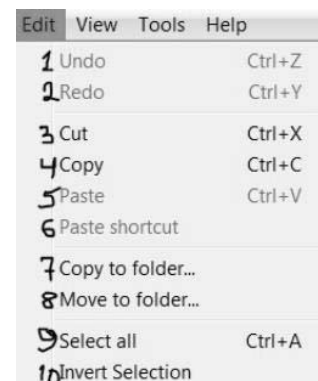 Edit View Tools Help
1 Undo Ctrl+Z
2 Redo Ctrl+Y
3 Cut Ctrl+X
4 Copy Ctrl+C
5 Paste Ctrl+V
6 Paste shortcut
7 Copy to folder...
8 Move to folder...
9 Select all Ctrl+A
10 Invert Selection